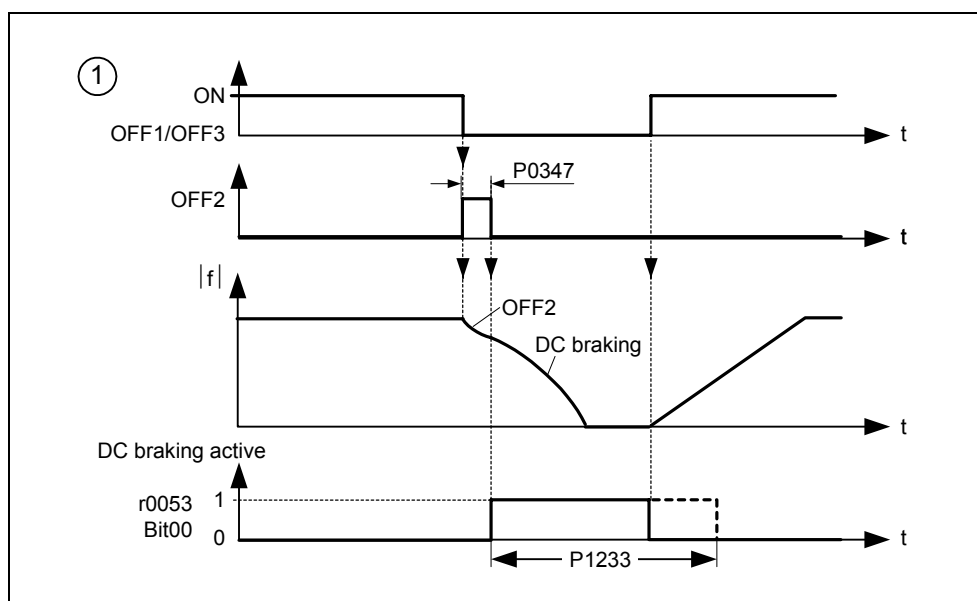 1
ON
OFF1/OFF3
t
P0347
OFF2
t
|f|
OFF2
DC braking
t
DC braking active
r0053 1
Bit00 0
t
P1233